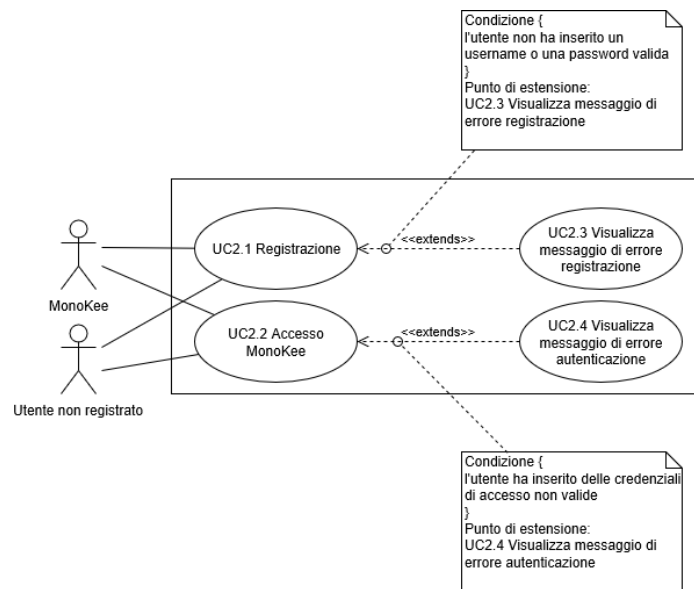 Condizione {
l'utente non ha inserito un
username o una password valida
}
Punto di estensione:
UC2.3 Visualizza messaggio di
errore registrazione
MonoKee
UC2.1 Registrazione
<<extends>>
UC2.3 Visualizza
messaggio di errore
registrazione
Utente non registrato
UC2.2 Accesso
MonoKee
<<extends>>
UC2.4 Visualizza
messaggio di errore
autenticazione
Condizione {
l'utente ha inserito delle credenziali
di accesso non valide
}
Punto di estensione:
UC2.4 Visualizza messaggio di
errore autenticazione